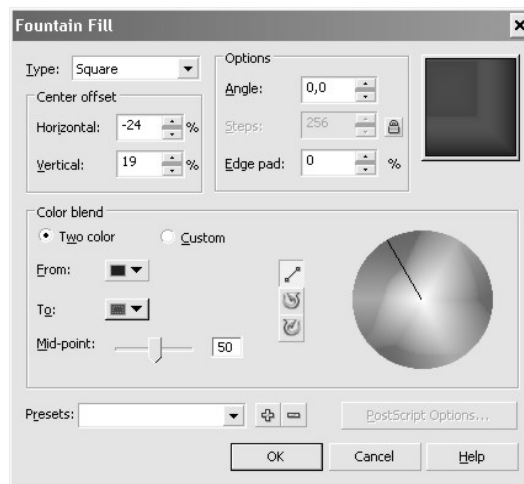 Fountain Fill
Type: Square
Options
Angle: 0,0
Center offset
Horizontal: -24 %
Steps: 256
Vertical: 19 %
Edge pad: 0 %
Color blend
Two color Custom
From:
To:
Mid-point: 50
Presets:
PostScript Options...
OK Cancel Help